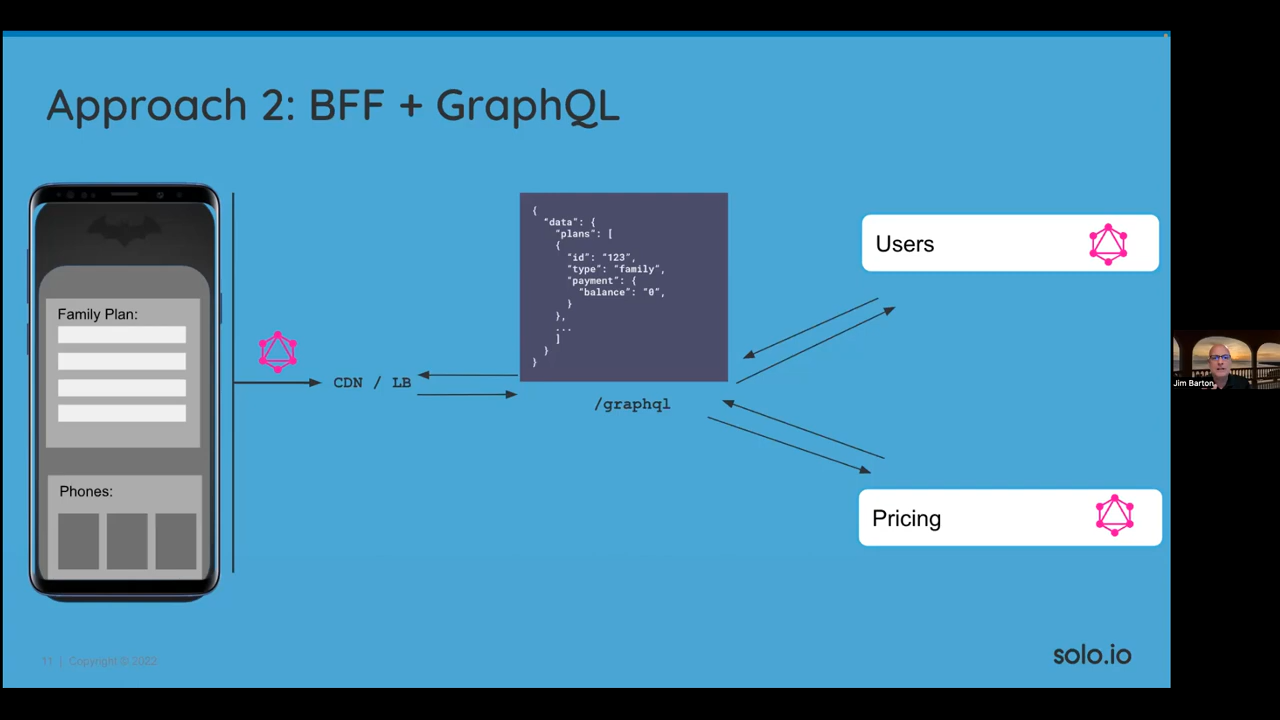 Approach 2: BFF + GraphQL
Family Plan:
Phones:
CDN / LB
{
"data": {
"plans": [
{
"id": "123",
"type": "family",
"payment": {
"balance": "0",
}
},
...
]
}
}
/graphql
Users
Pricing
Jim Barton
11 | Copyright © 2022
solo.io